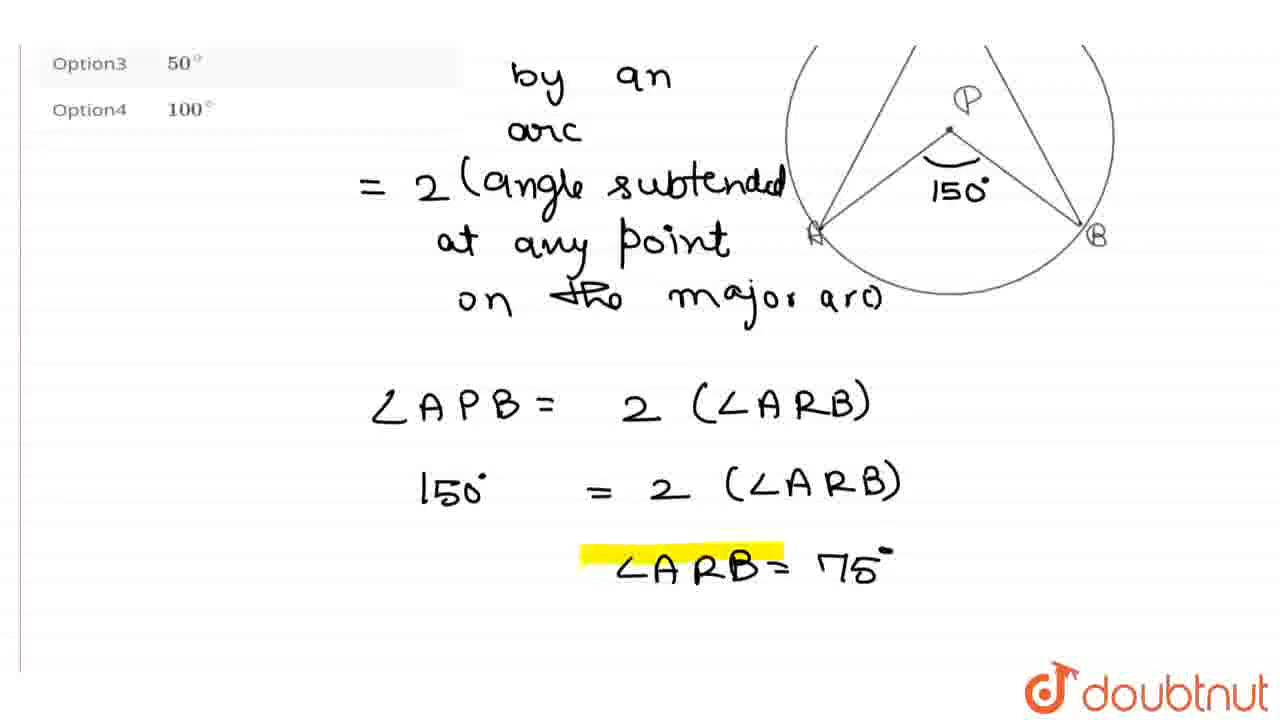 Option3 50°
Option4 100°
by an
arc
= 2 (angle subtended
at any point
on the major arc)
P
150°
A
B
∠APB = 2 (∠ARB)
150° = 2 (∠ARB)
∠ARB = 75°
doubtnut